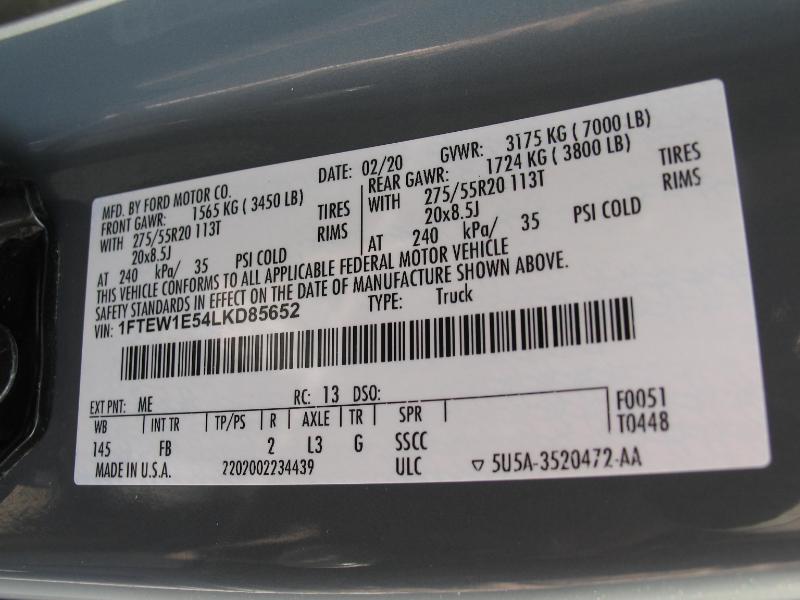 MFD. BY FORD MOTOR CO. DATE: 02/20 GVWR: 3175 KG ( 7000 LB)
FRONT GAWR: 1565 KG ( 3450 LB) REAR GAWR: 1724 KG ( 3800 LB)
WITH 275/55R20 113T TIRES WITH 275/55R20 113T TIRES
20x8.5J RIMS 20x8.5J RIMS
AT 240 kPa/ 35 PSI COLD AT 240 kPa/ 35 PSI COLD
THIS VEHICLE CONFORMS TO ALL APPLICABLE FEDERAL MOTOR VEHICLE
SAFETY STANDARDS IN EFFECT ON THE DATE OF MANUFACTURE SHOWN ABOVE.
VIN: 1FTEW1E54LKD85652 TYPE: Truck
EXT PNT: ME RC: 13 DSO: F0051
WB INT TR TP/PS R AXLE TR SPR T0448
145 FB 2 L3 G SSCC
MADE IN U.S.A. 2202002234439 ULC ▽ 5U5A-3520472-AA